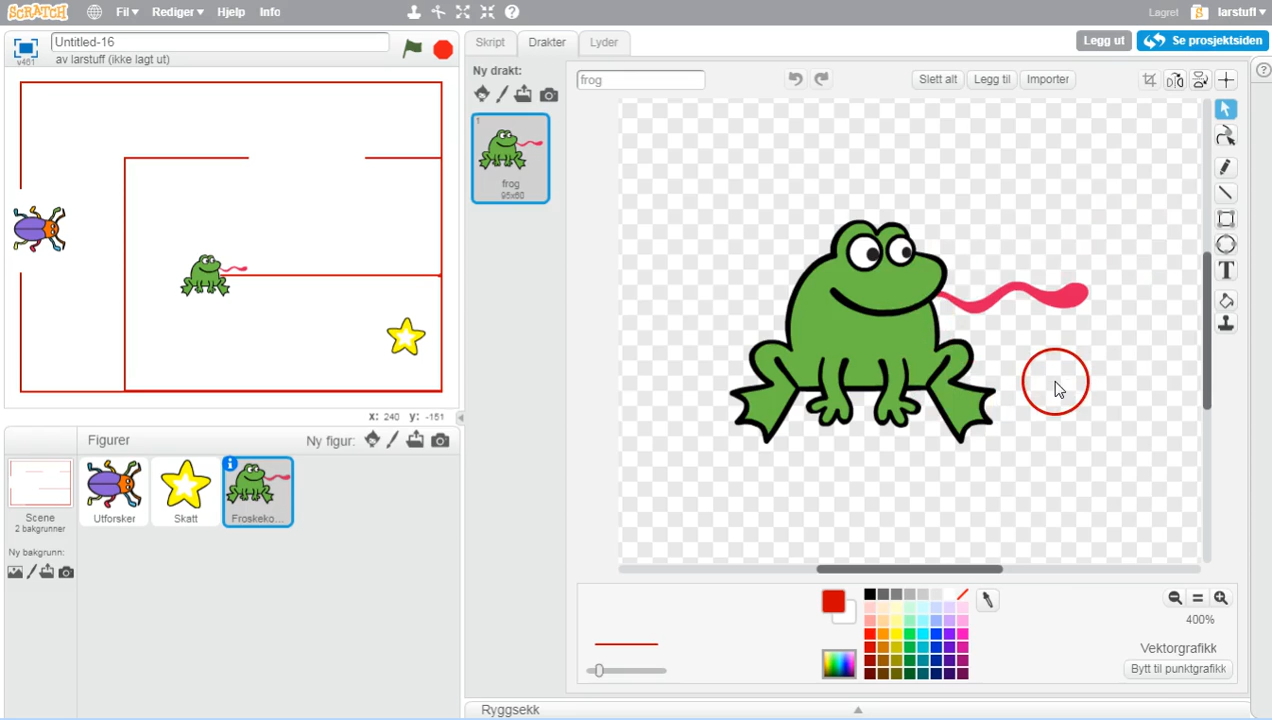 SCRATCH Fil Rediger Hjelp Info Lagret larstufl
Untitled-16
v461 av larstuff (ikke lagt ut)
Skript Drakter Lyder Legg ut Se prosjektsiden
Ny drakt:
frog Slett alt Legg til Importer
1
frog
95x60
x: 240 y: -151
Figurer Ny figur:
Scene
2 bakgrunner
Utforsker Skatt Froskeko...
Ny bakgrunn:
T
400%
Vektorgrafikk
Bytt til punktgrafikk
Ryggsekk